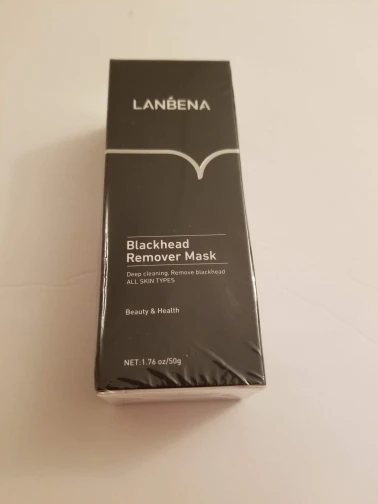 LANBENA
Blackhead
Remover Mask
Deep cleaning. Remove blackhead
ALL SKIN TYPES
Beauty & Health
NET:1.76 oz/50g